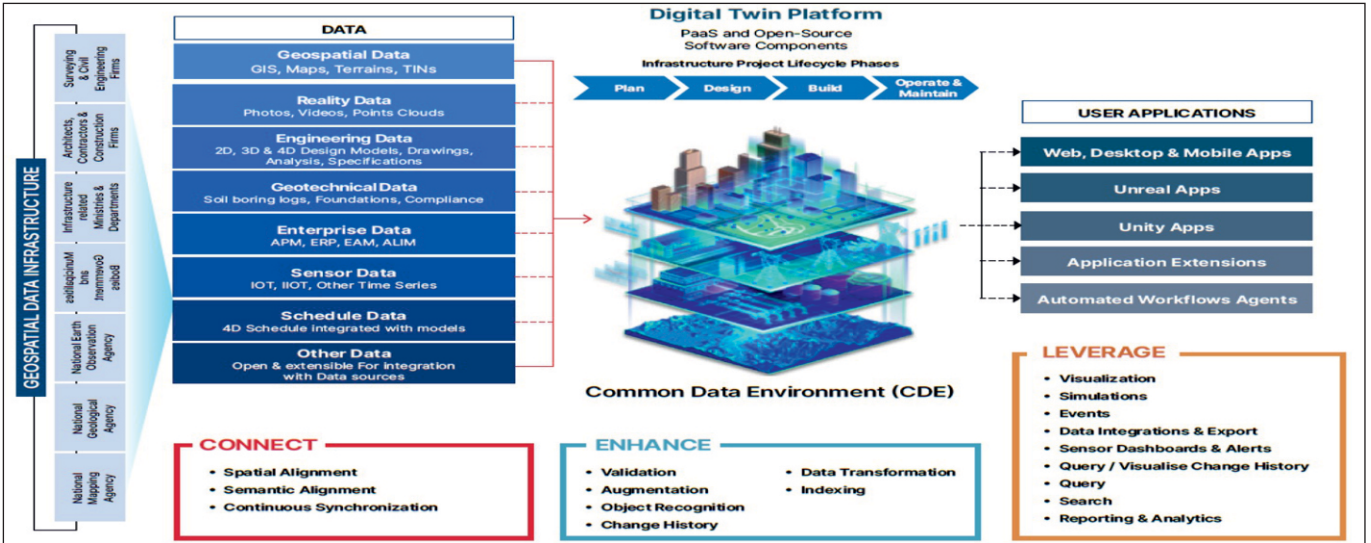 GEOSPATIAL DATA INFRASTRUCTURE
Surveying
& Civil
Engineering
Firms
Architects,
Contractors &
Construction
Firms
Infrastructure
related
Ministries &
Departments
Municipalities
and
Government
Bodies
National Earth
Observation
Agency
National
Geological
Agency
National
Mapping
Agency
DATA
Geospatial Data
GIS, Maps, Terrains, TINs
Reality Data
Photos, Videos, Points Clouds
Engineering Data
2D, 3D & 4D Design Models, Drawings,
Analysis, Specifications
Geotechnical Data
Soil boring logs, Foundations, Compliance
Enterprise Data
APM, ERP, EAM, ALIM
Sensor Data
IOT, IIOT, Other Time Series
Schedule Data
4D Schedule integrated with models
Other Data
Open & extensible For integration
with Data sources
Digital Twin Platform
PaaS and Open-Source
Software Components
Infrastructure Project Lifecycle Phases
Plan
Design
Build
Operate &
Maintain
Common Data Environment (CDE)
USER APPLICATIONS
Web, Desktop & Mobile Apps
Unreal Apps
Unity Apps
Application Extensions
Automated Workflows Agents
CONNECT
• Spatial Alignment
• Semantic Alignment
• Continuous Synchronization
ENHANCE
• Validation
• Augmentation
• Object Recognition
• Change History
• Data Transformation
• Indexing
LEVERAGE
• Visualization
• Simulations
• Events
• Data Integrations & Export
• Sensor Dashboards & Alerts
• Query / Visualise Change History
• Query
• Search
• Reporting & Analytics